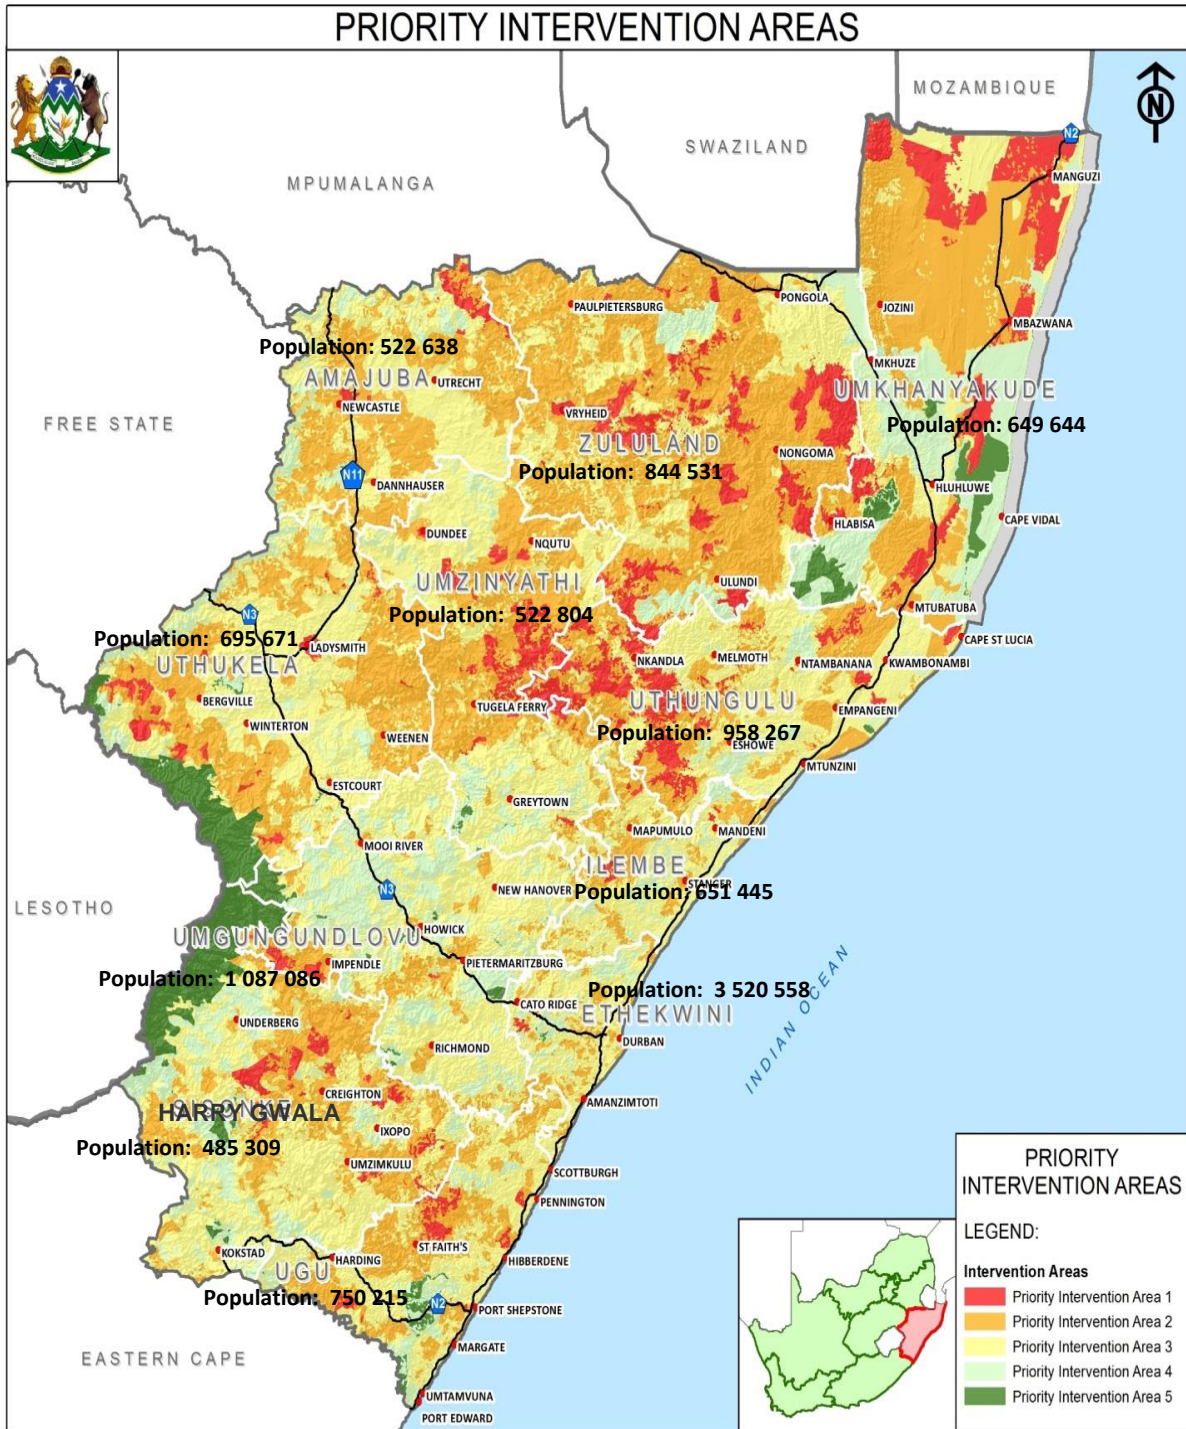 PRIORITY INTERVENTION AREAS
MOZAMBIQUE
N
SWAZILAND
N2
MPUMALANGA
MANGUZI
PONGOLA
PAULPIETERSBURG
JOZINI
MBAZWANA
Population: 522 638
MKHUZE
AMAJUBA
UTRECHT
UMKHANYAKUDE
NEWCASTLE
VRYHEID
FREE STATE
Population: 649 644
ZULULAND
NONGOMA
Population: 844 531
N11
DANNHAUSER
HLUHLUWE
CAPE VIDAL
HLABISA
DUNDEE
NQUTU
UMZINYATHI
ULUNDI
MTUBATUBA
N3
Population: 522 804
Population: 695 671
CAPE ST LUCIA
LADYSMITH
UTHUKELA
NKANDLA
MELMOTH
NTAMBANANA
KWAMBONAMBI
BERGVILLE
UTHUNGULU
TUGELA FERRY
EMPANGENI
WINTERTON
WEENEN
Population: 958 267
ESHOWE
MTUNZINI
ESTCOURT
GREYTOWN
MAPUMULO
MANDENI
MOOI RIVER
ILEMBE
N3
NEW HANOVER
STANGER
Population: 651 445
LESOTHO
HOWICK
UMGUNGUNDLOVU
IMPENDLE
PIETERMARITZBURG
Population: 1 087 086
Population: 3 520 558
CATO RIDGE
ETHEKWINI
UNDERBERG
DURBAN
RICHMOND
INDIAN OCEAN
CREIGHTON
AMANZIMTOTI
SISONKE
HARRY GWALA
IXOPO
Population: 485 309
UMZIMKULU
SCOTTBURGH
PENNINGTON
ST FAITH'S
KOKSTAD
HARDING
HIBBERDENE
UGU
Population: 750 215
N2
PORT SHEPSTONE
MARGATE
EASTERN CAPE
UMTAMVUNA
PORT EDWARD
PRIORITY
INTERVENTION AREAS
LEGEND:
Intervention Areas
Priority Intervention Area 1
Priority Intervention Area 2
Priority Intervention Area 3
Priority Intervention Area 4
Priority Intervention Area 5